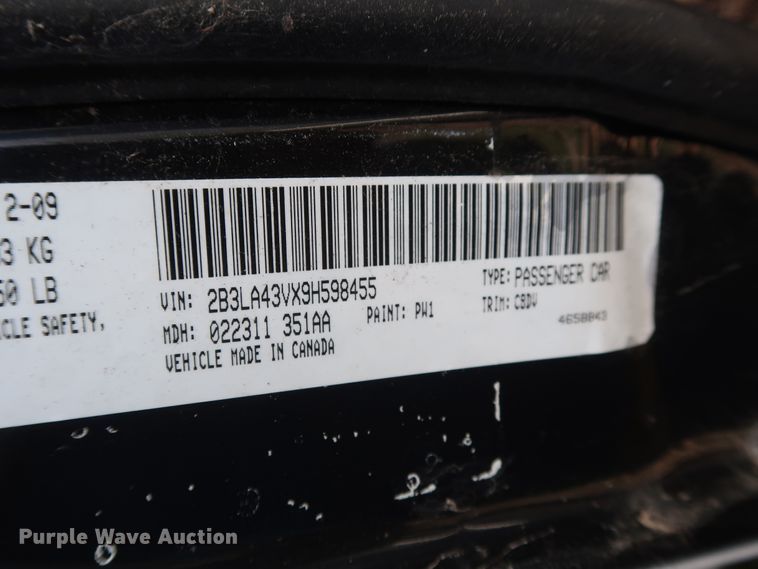 2-09
3 KG
50 LB
ICLE SAFETY,
VIN: 2B3LA43VX9H598455
TYPE: PASSENGER CAR
MDH: 022311 351AA
PAINT: PW1
TRIM: C8DV
VEHICLE MADE IN CANADA
4658843
Purple Wave Auction